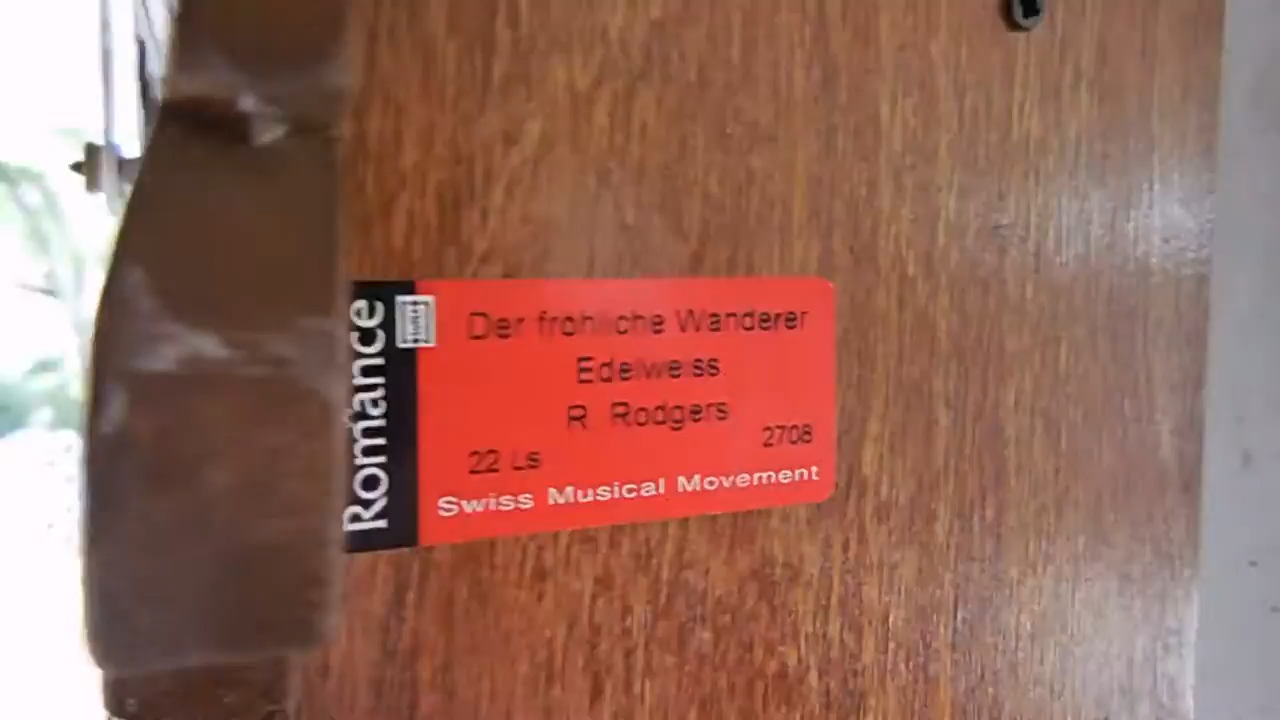 Romance
Der frohliche Wanderer
Edelweiss
R Rodgers
22 Ls
2708
Swiss Musical Movement